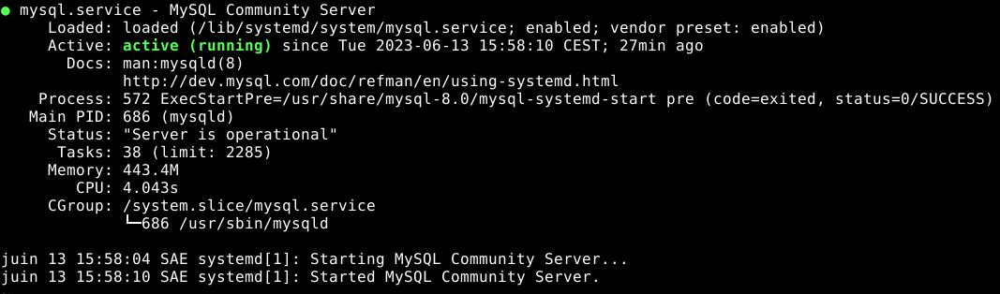 ● mysql.service - MySQL Community Server
Loaded: loaded (/lib/systemd/system/mysql.service; enabled; vendor preset: enabled)
Active: active (running) since Tue 2023-06-13 15:58:10 CEST; 27min ago
Docs: man:mysqld(8)
http://dev.mysql.com/doc/refman/en/using-systemd.html
Process: 572 ExecStartPre=/usr/share/mysql-8.0/mysql-systemd-start pre (code=exited, status=0/SUCCESS)
Main PID: 686 (mysqld)
Status: "Server is operational"
Tasks: 38 (limit: 2285)
Memory: 443.4M
CPU: 4.043s
CGroup: /system.slice/mysql.service
└─686 /usr/sbin/mysqld
juin 13 15:58:04 SAE systemd[1]: Starting MySQL Community Server...
juin 13 15:58:10 SAE systemd[1]: Started MySQL Community Server.